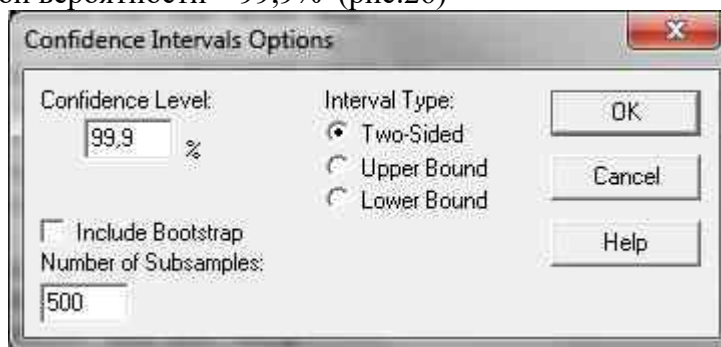 вероятности – 99,9% (рис.26)
Confidence Intervals Options
Confidence Level:
99,9 %
Interval Type:
Two-Sided
Upper Bound
Lower Bound
OK
Cancel
Help
Include Bootstrap
Number of Subsamples:
500